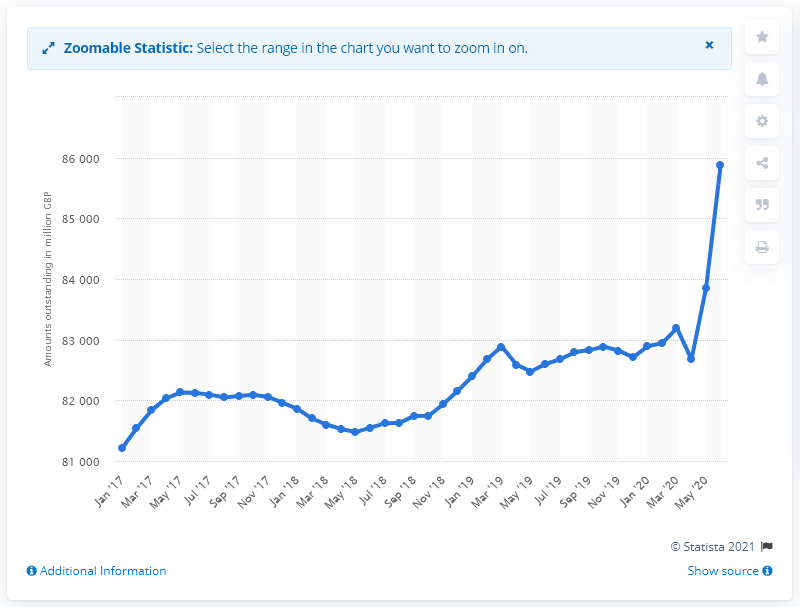 Zoomable Statistic: Select the range in the chart you want to zoom in on.
×
Amounts outstanding in million GBP
86 000
85 000
84 000
83 000
82 000
81 000
Jan '17
Mar '17
May '17
Jul '17
Sep '17
Nov '17
Jan '18
Mar '18
May '18
Jul '18
Sep '18
Nov '18
Jan '19
Mar '19
May '19
Jul '19
Sep '19
Nov '19
Jan '20
Mar '20
May '20
© Statista 2021
Additional Information
Show source